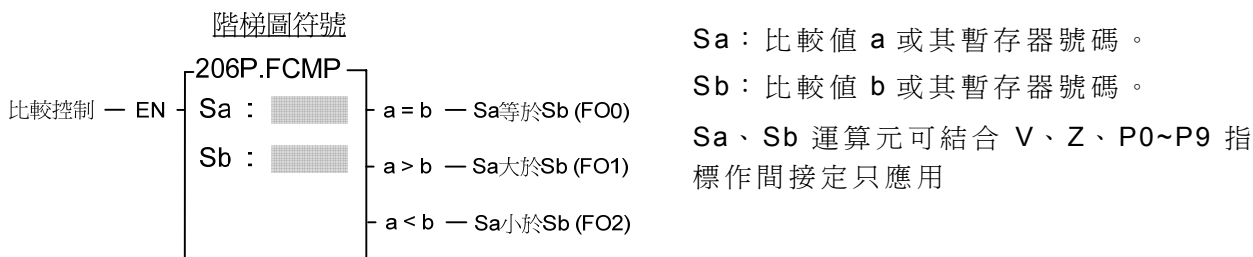 階梯圖符號
206P.FCMP
比較控制 — EN
Sa :
a = b — Sa等於Sb (FO0)
Sb :
a > b — Sa大於Sb (FO1)
a < b — Sa小於Sb (FO2)
Sa：比較值 a 或其暫存器號碼。
Sb：比較值 b 或其暫存器號碼。
Sa、Sb 運算元可結合 V、Z、P0~P9 指
標作間接定只應用